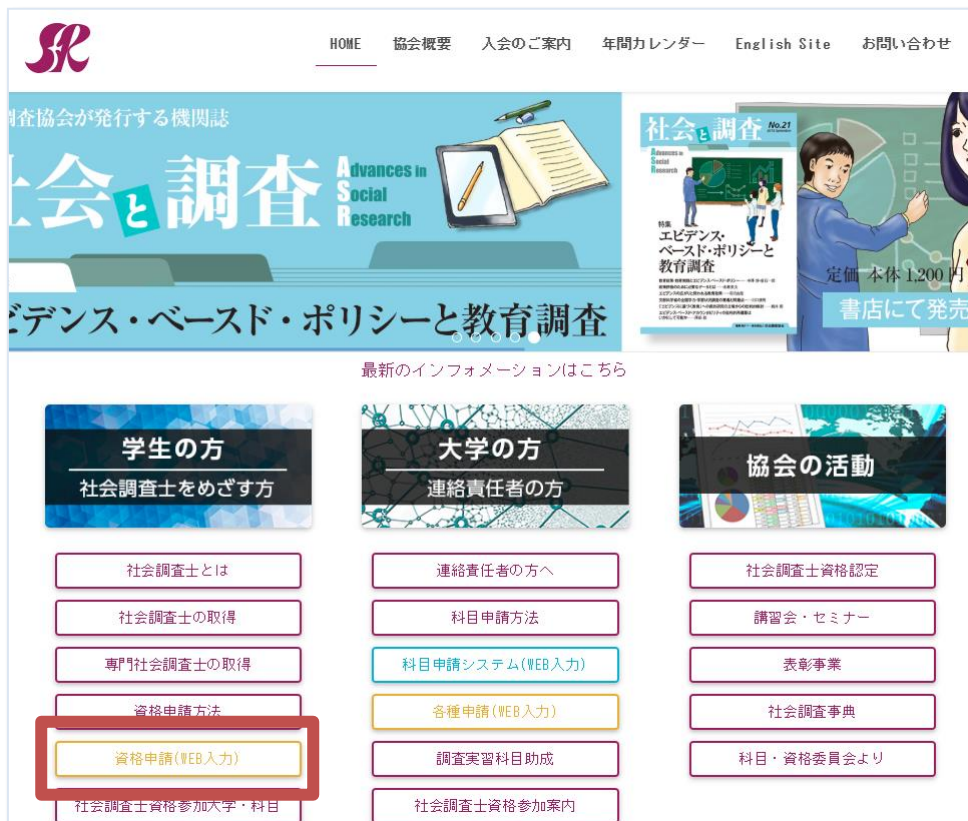 SR
HOME 協会概要 入会のご案内 年間カレンダー English Site お問い合わせ
調査協会が発行する機関誌
会と調査
Advances in
Social
Research
社会と調査 No.21
Advances in
Social
Research
特集
エビデンス・
ベースド・ポリシーと
教育調査
定価 本体 1,200
書店にて発売
デンス・ベースド・ポリシーと教育調査
最新のインフォメーションはこちら
学生の方
社会調査士をめざす方
社会調査士とは
社会調査士の取得
専門社会調査士の取得
資格申請方法
資格申請(WEB入力)
社会調査士資格参加大学・科目
大学の方
連絡責任者の方
連絡責任者の方へ
科目申請方法
科目申請システム(WEB入力)
各種申請(WEB入力)
調査実習科目助成
社会調査士資格参加案内
協会の活動
社会調査士資格認定
講習会・セミナー
表彰事業
社会調査事典
科目・資格委員会より